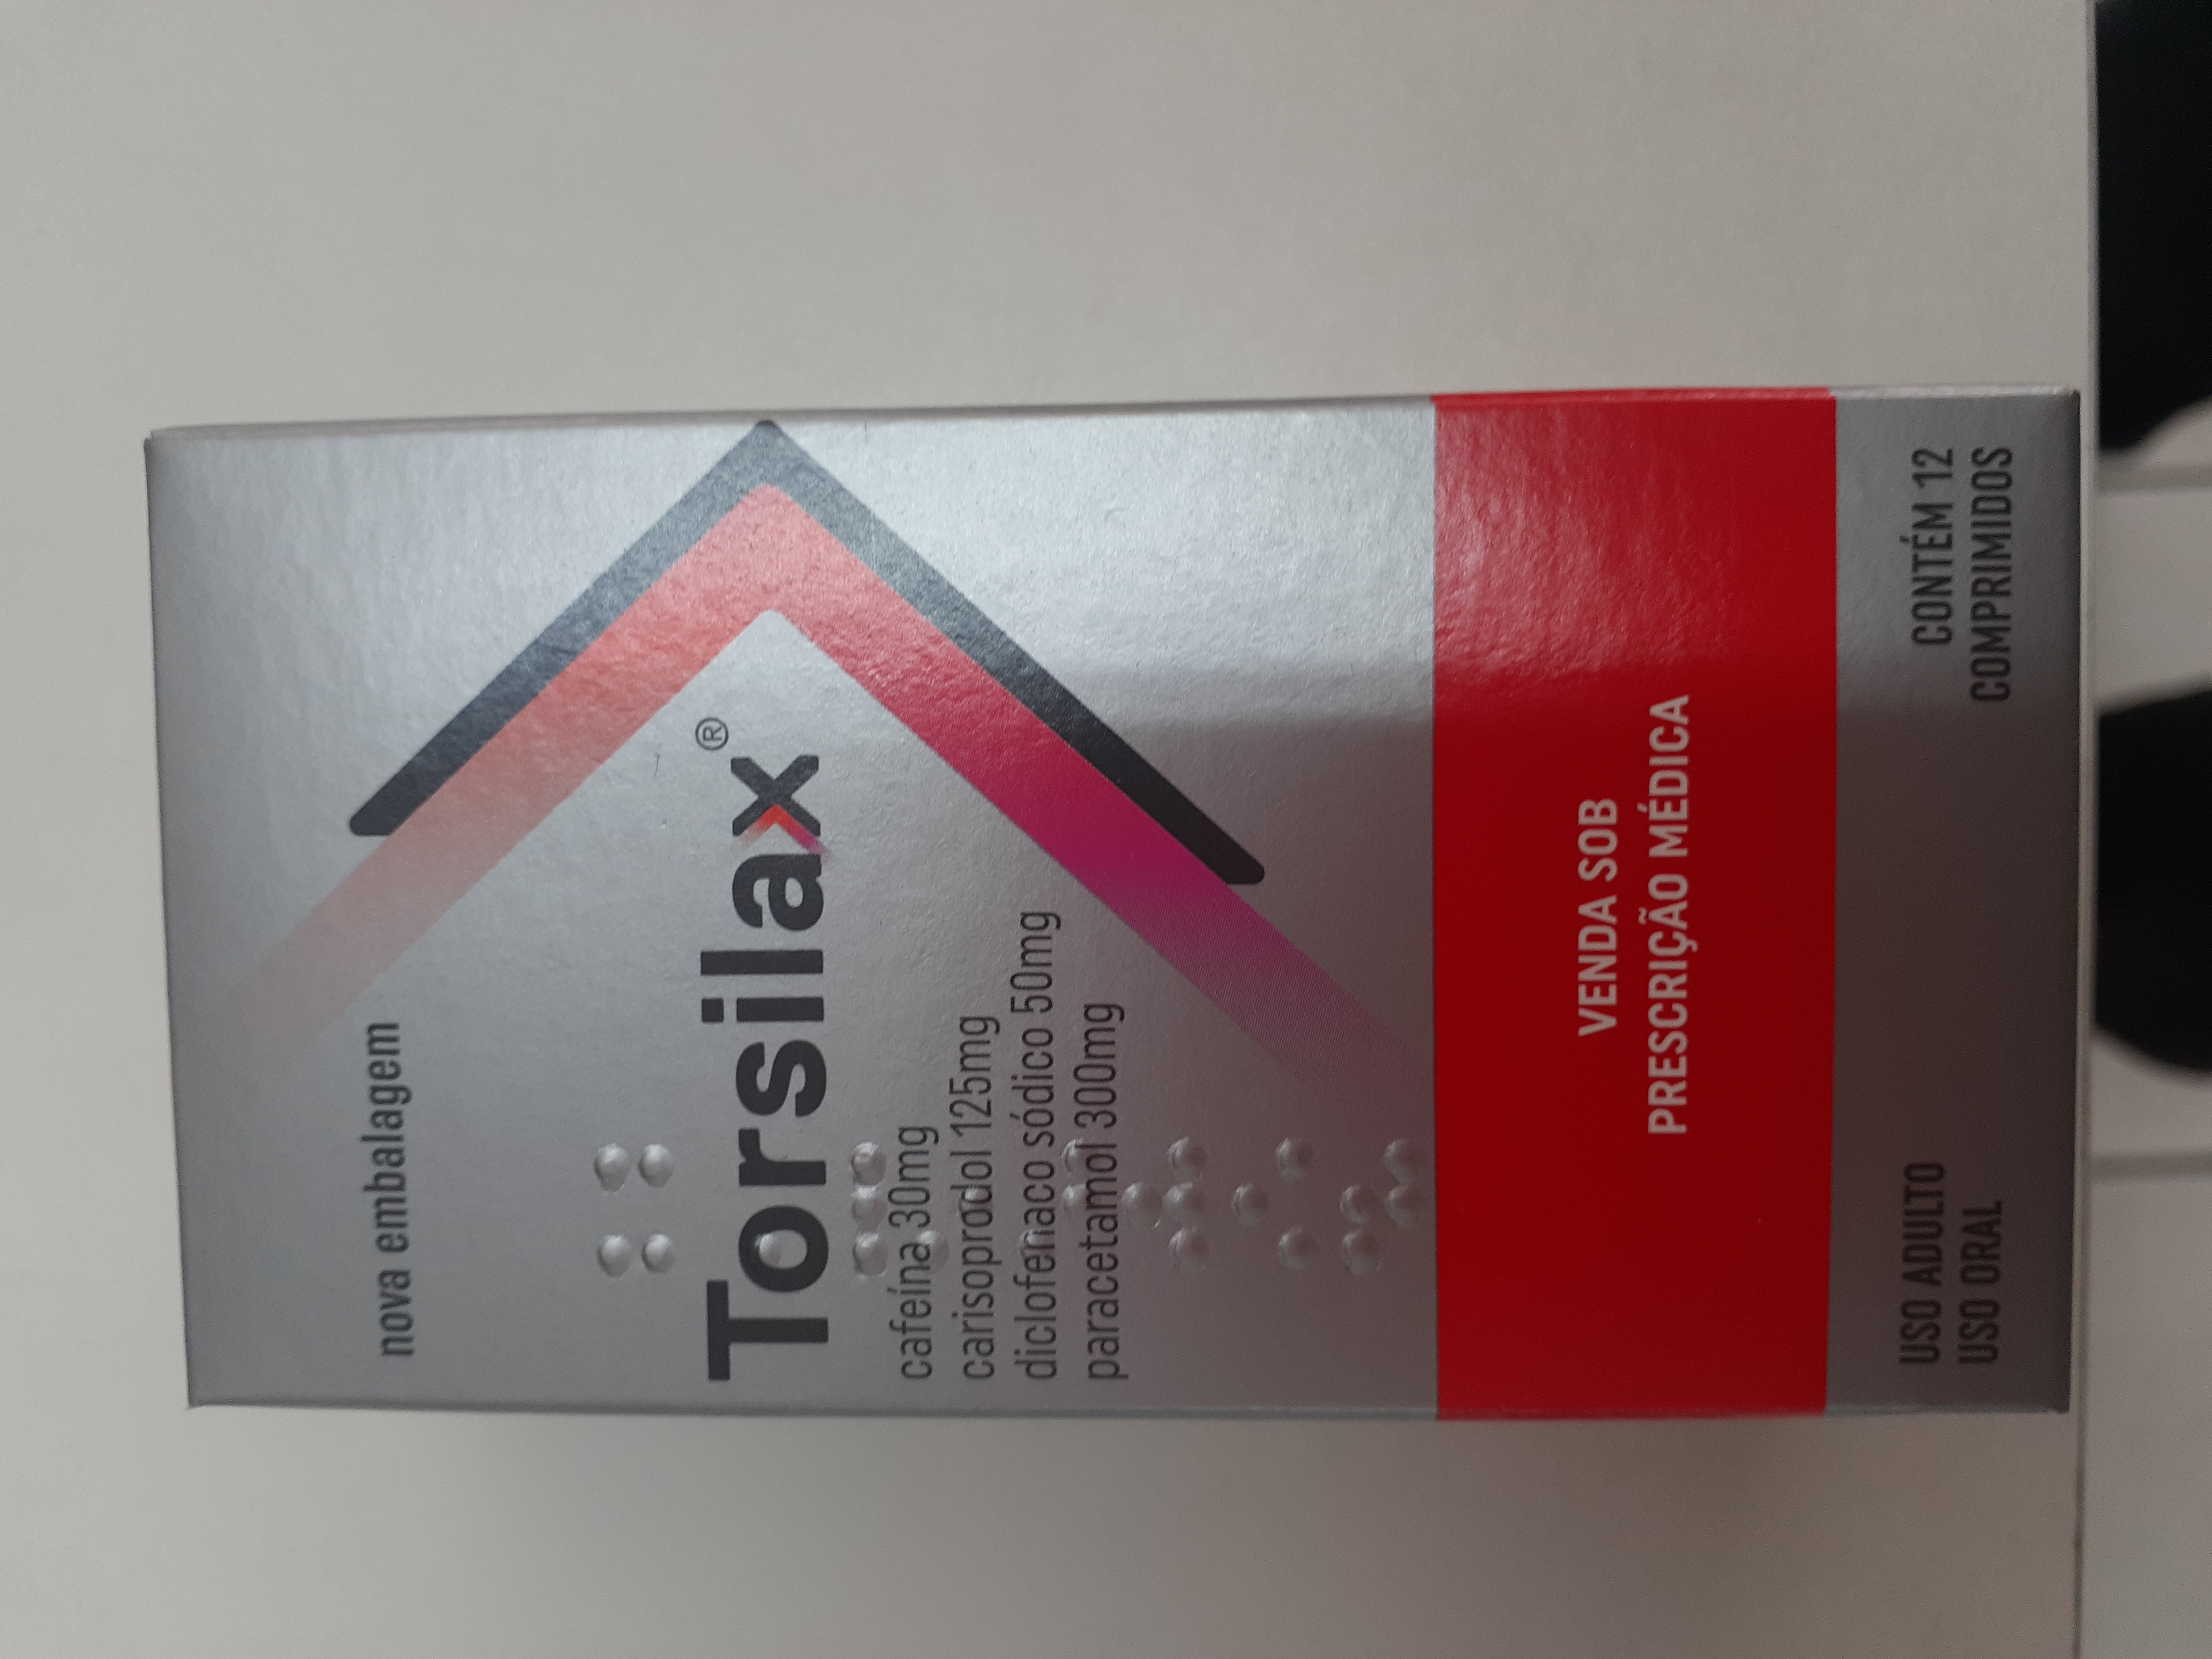 nova embalagem
Torsilax®
cafeína 30mg
carisoprodol 125mg
diclofenaco sódico 50mg
paracetamol 300mg
VENDA SOB
PRESCRIÇÃO MÉDICA
USO ADULTO
USO ORAL
CONTÉM 12
COMPRIMIDOS